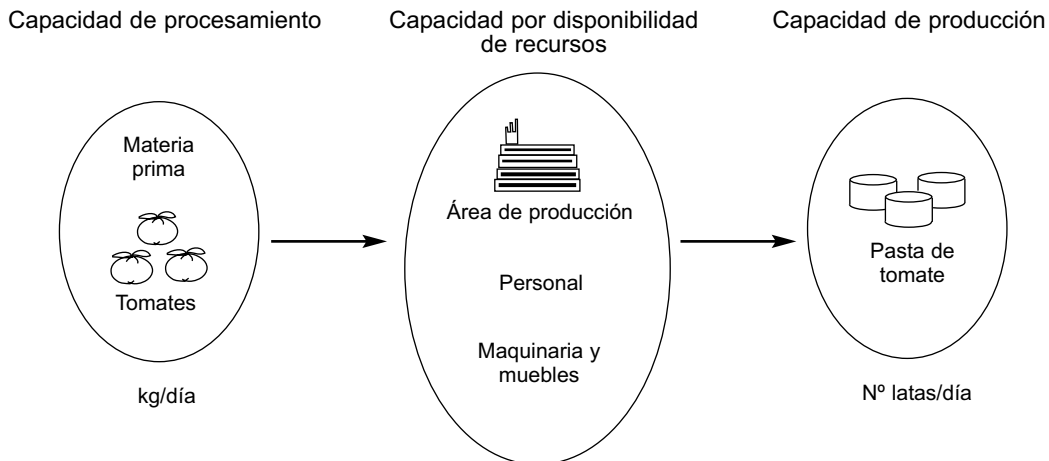 Capacidad de procesamiento
Materia
prima
Tomates
kg/día
Capacidad por disponibilidad
de recursos
Área de producción
Personal
Maquinaria y
muebles
Capacidad de producción
Pasta de
tomate
Nº latas/día